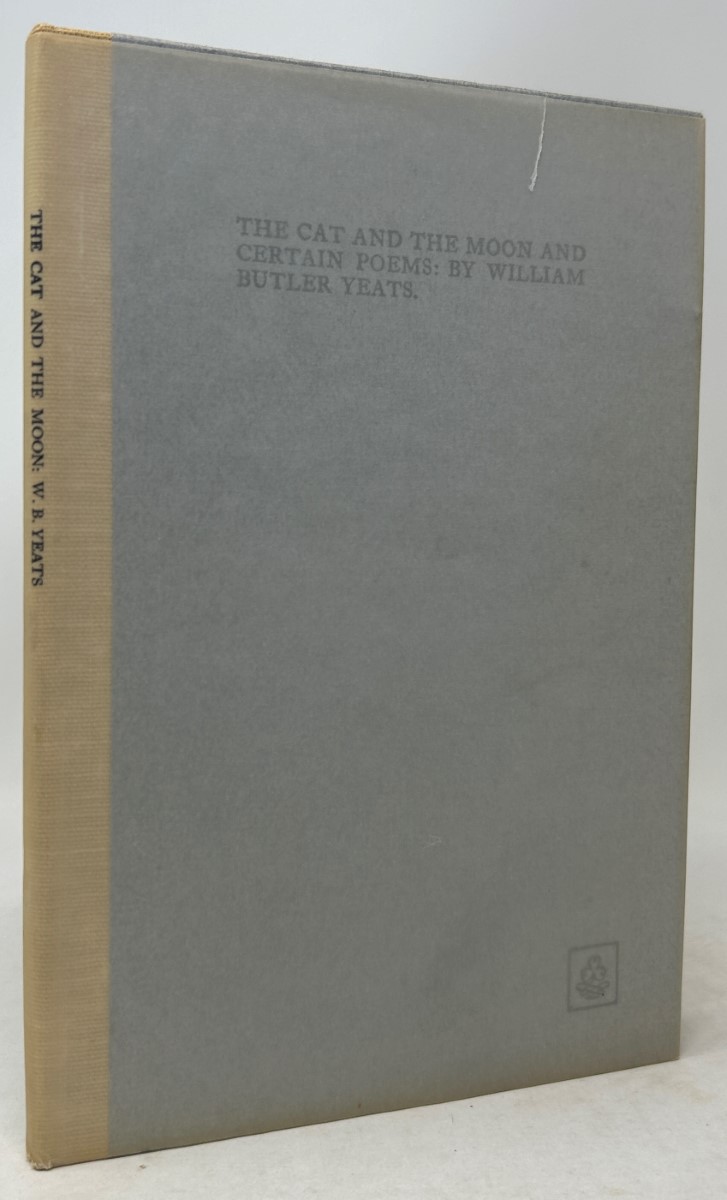 THE CAT AND THE MOON: W. B. YEATS
THE CAT AND THE MOON AND
CERTAIN POEMS: BY WILLIAM
BUTLER YEATS.